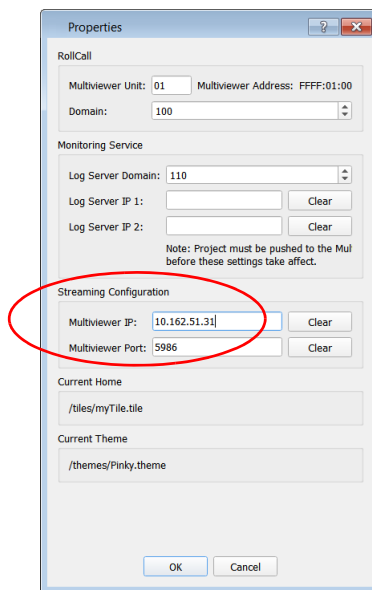 Properties
RollCall
Multiviewer Unit: 01 Multiviewer Address: FFFF:01:00
Domain: 100
Monitoring Service
Log Server Domain: 110
Log Server IP 1: Clear
Log Server IP 2: Clear
Note: Project must be pushed to the Mul
before these settings take affect.
Streaming Configuration
Multiviewer IP: 10.162.51.31 Clear
Multiviewer Port: 5986 Clear
Current Home
/tiles/myTile.tile
Current Theme
/themes/Pinky.theme
OK Cancel